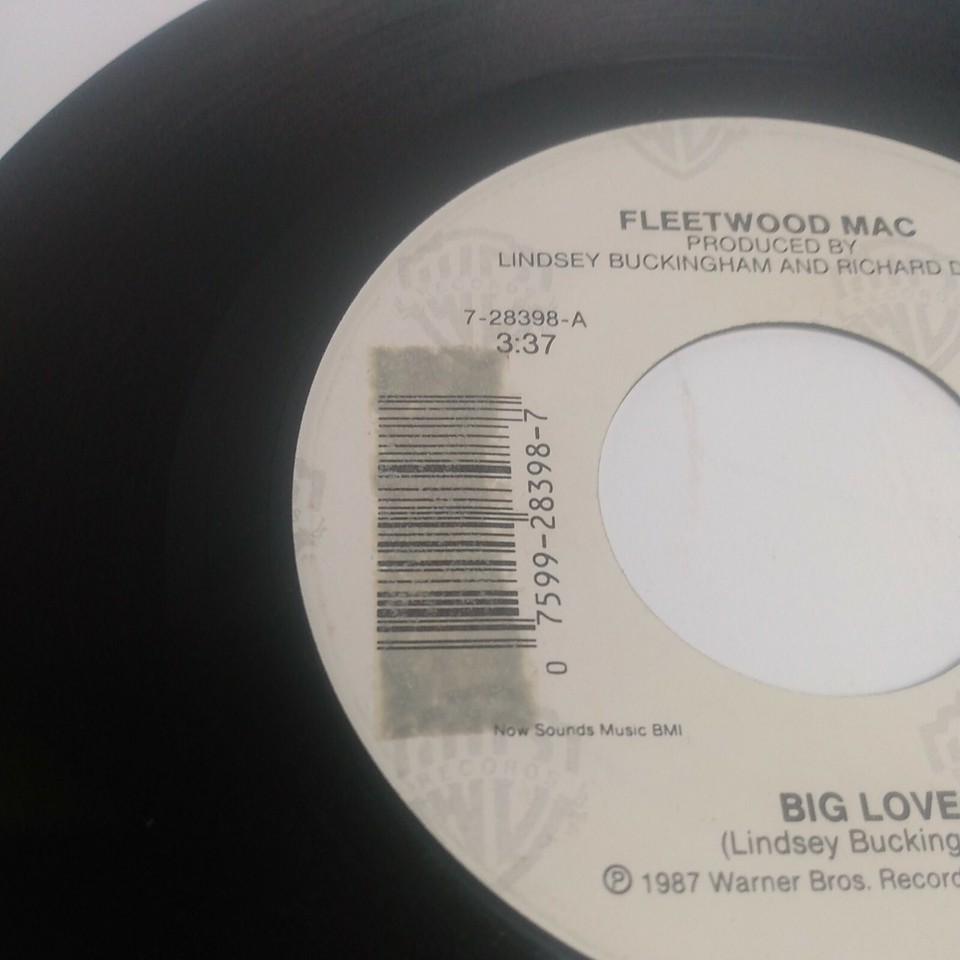 FLEETWOOD MAC
PRODUCED BY
LINDSEY BUCKINGHAM AND RICHARD D
7-28398-A
3:37
0 7599-28398-7
Now Sounds Music BMI
BIG LOVE
(Lindsey Bucking
Ⓟ 1987 Warner Bros. Record
RECORDS